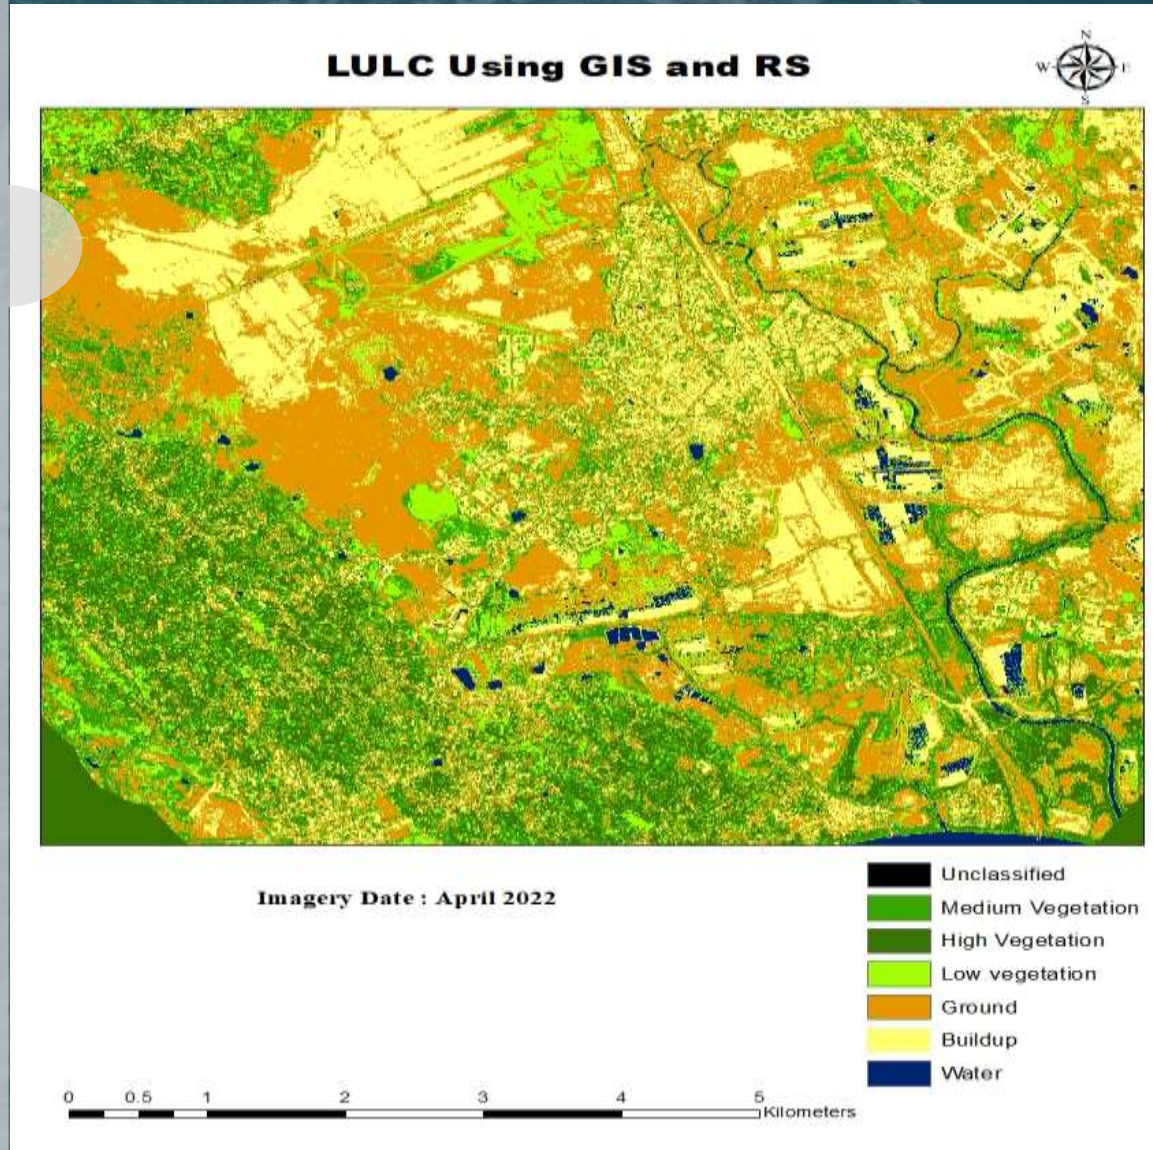 LULC Using GIS and RS
N
W E
S
Imagery Date : April 2022
Unclassified
Medium Vegetation
High Vegetation
Low vegetation
Ground
Buildup
Water
0 0.5 1 2 3 4 5
Kilometers